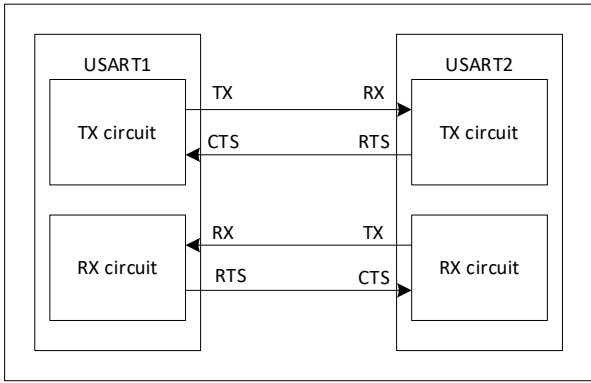 USART1 USART2
TX RX
TX circuit TX circuit
CTS RTS
RX TX
RX circuit RX circuit
RTS CTS